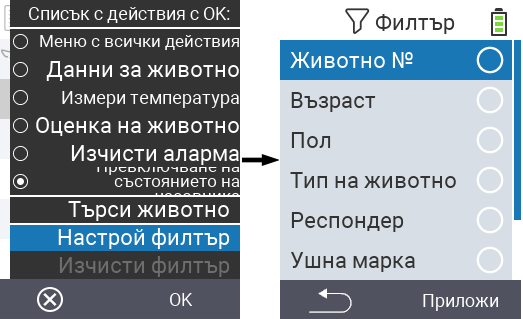 Списък с действия с OK:
Меню с всички действия
Данни за животно
Измери температура
Оценка на животно
Изчисти аларма
Превключване на
състоянието на
Търси животно
Настрой филтър
Изчисти филтър
OK
Филтър
Животно №
Възраст
Пол
Тип на животно
Респондер
Ушна марка
Приложи